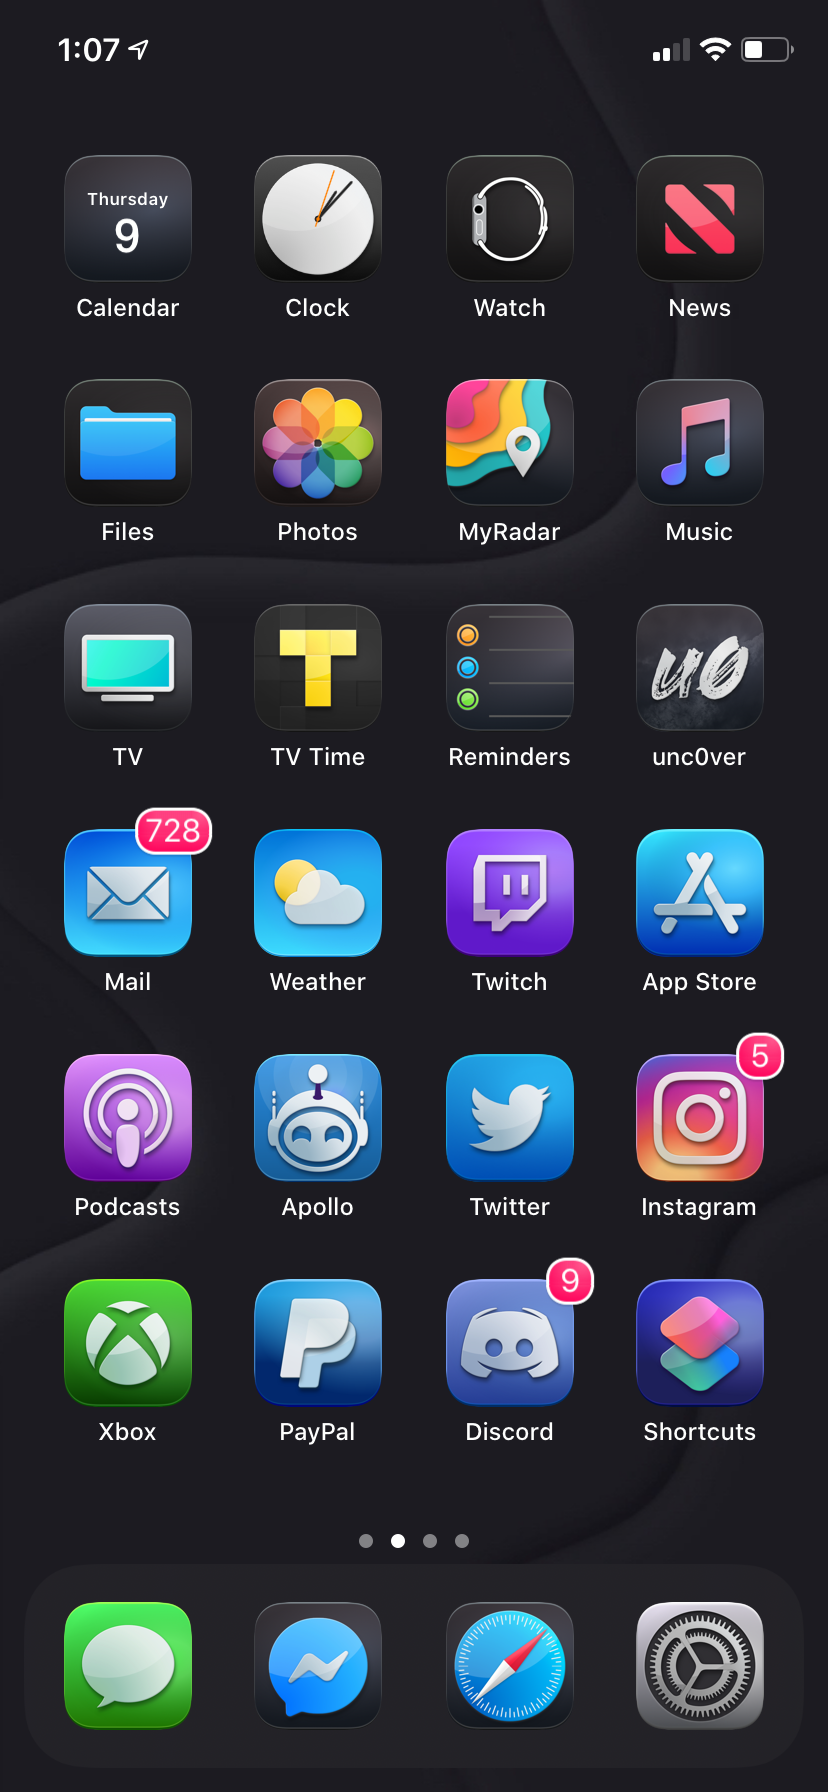 1:07
Thursday
9
Calendar Clock Watch News
Files Photos MyRadar Music
T
u0
TV TV Time Reminders unc0ver
728
Mail Weather Twitch App Store
5
Podcasts Apollo Twitter Instagram
9
Xbox PayPal Discord Shortcuts